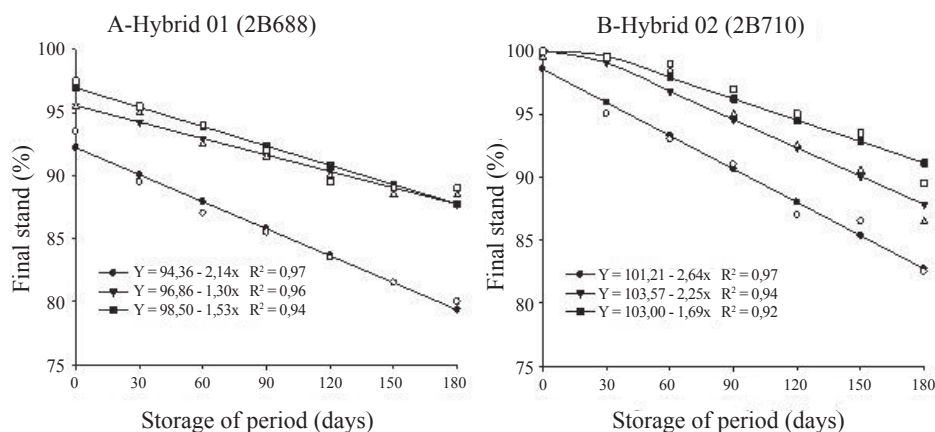 A-Hybrid 01 (2B688)
100
95
90
85
80
75
Final stand (%)
Y = 94,36 - 2,14x R² = 0,97
Y = 96,86 - 1,30x R² = 0,96
Y = 98,50 - 1,53x R² = 0,94
0 30 60 90 120 150 180
Storage of period (days)
B-Hybrid 02 (2B710)
100
95
90
85
80
75
Final stand (%)
Y = 101,21 - 2,64x R² = 0,97
Y = 103,57 - 2,25x R² = 0,94
Y = 103,00 - 1,69x R² = 0,92
0 30 60 90 120 150 180
Storage of period (days)